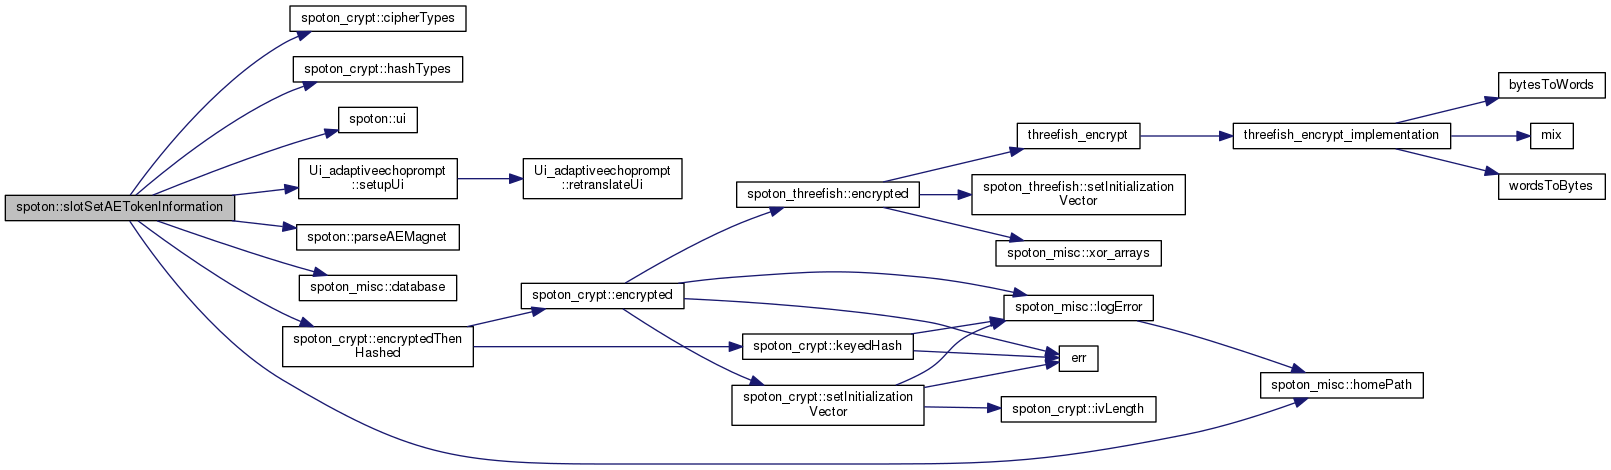 spoton::slotSetAETokenInformation
spoton_crypt::cipherTypes
spoton_crypt::hashTypes
spoton::ui
Ui_adaptiveechoprompt
::setupUi
Ui_adaptiveechoprompt
::retranslateUi
spoton::parseAEMagnet
spoton_misc::database
spoton_crypt::encryptedThen
Hashed
spoton_crypt::encrypted
spoton_crypt::keyedHash
spoton_crypt::setInitialization
Vector
spoton_threefish::encrypted
threefish_encrypt
spoton_threefish::setInitialization
Vector
spoton_misc::xor_arrays
spoton_misc::logError
err
spoton_crypt::ivLength
threefish_encrypt_implementation
spoton_misc::homePath
bytesToWords
mix
wordsToBytes